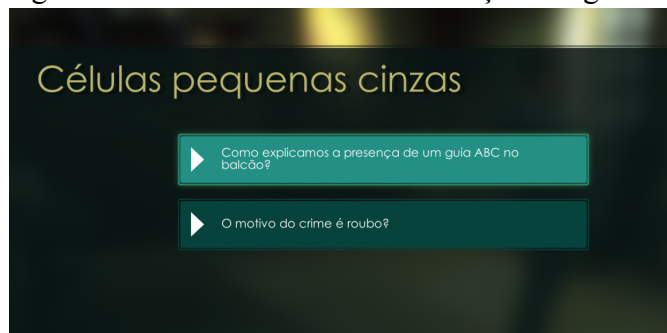 Células pequenas cinzas
Como explicamos a presença de um guia ABC no
balcão?
O motivo do crime é roubo?